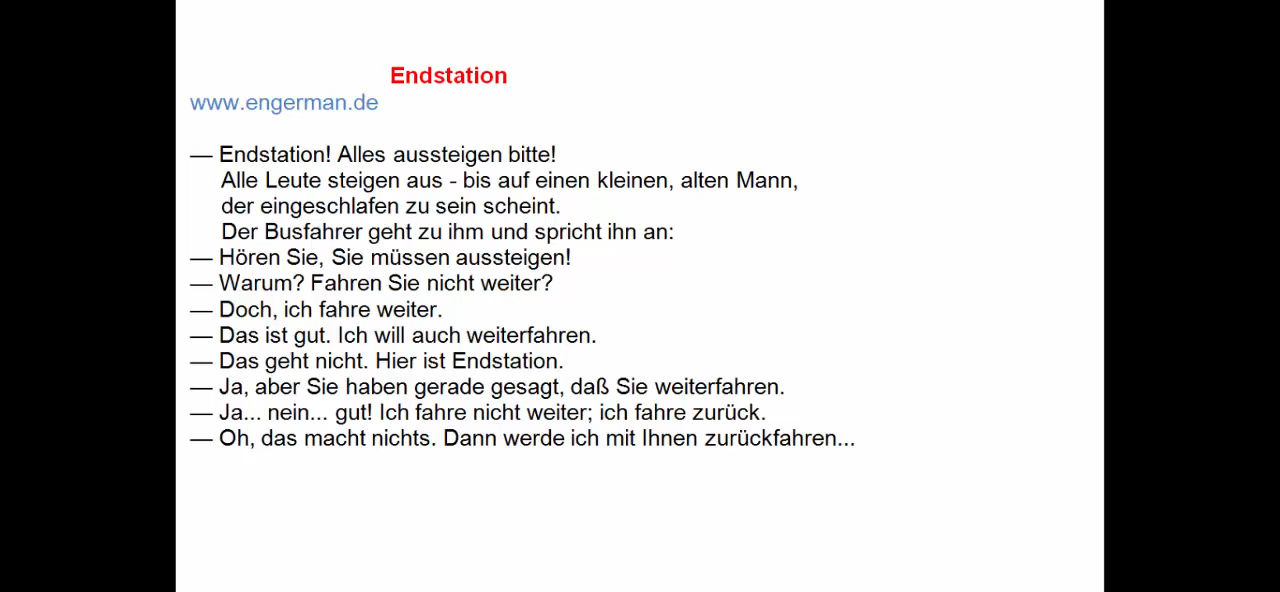 Endstation
www.engerman.de
— Endstation! Alles aussteigen bitte!
Alle Leute steigen aus - bis auf einen kleinen, alten Mann,
der eingeschlafen zu sein scheint.
Der Busfahrer geht zu ihm und spricht ihn an:
— Hören Sie, Sie müssen aussteigen!
— Warum? Fahren Sie nicht weiter?
— Doch, ich fahre weiter.
— Das ist gut. Ich will auch weiterfahren.
— Das geht nicht. Hier ist Endstation.
— Ja, aber Sie haben gerade gesagt, daß Sie weiterfahren.
— Ja... nein... gut! Ich fahre nicht weiter; ich fahre zurück.
— Oh, das macht nichts. Dann werde ich mit Ihnen zurückfahren...